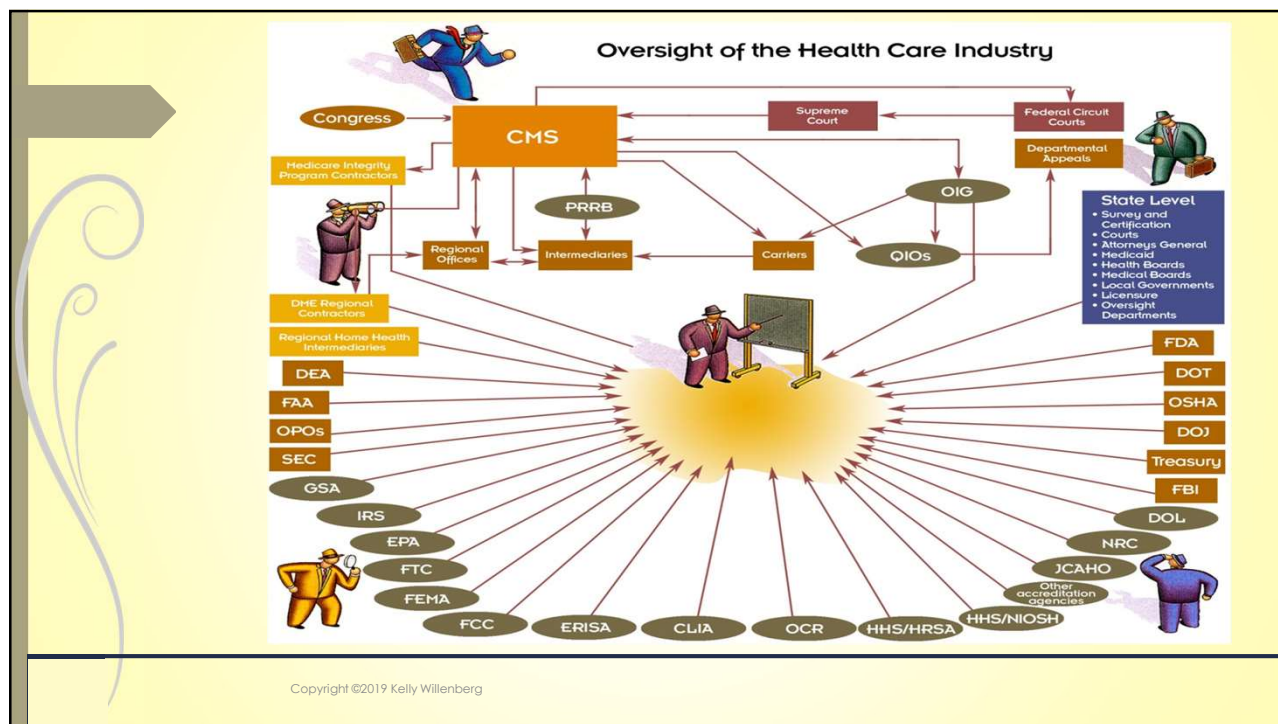 Oversight of the Health Care Industry
Congress
CMS
Supreme
Court
Federal Circuit
Courts
Departmental
Appeals
Medicare Integrity
Program Contractors
PRRB
OIG
Regional
Offices
Intermediaries
Carriers
QIOs
State Level
• Survey and
Certification
• Courts
• Attorneys General
• Medicaid
• Health Boards
• Medical Boards
• Local Governments
• Licensure
• Oversight
Departments
DME Regional
Contractors
Regional Home Health
Intermediaries
DEA
FAA
OPOs
SEC
GSA
IRS
EPA
FTC
FEMA
FCC
ERISA
CLIA
OCR
HHS/HRSA
HHS/NIOSH
Other
accreditation
agencies
JCAHO
NRC
DOL
FBI
Treasury
DOJ
OSHA
DOT
FDA
Copyright ©2019 Kelly Willenberg